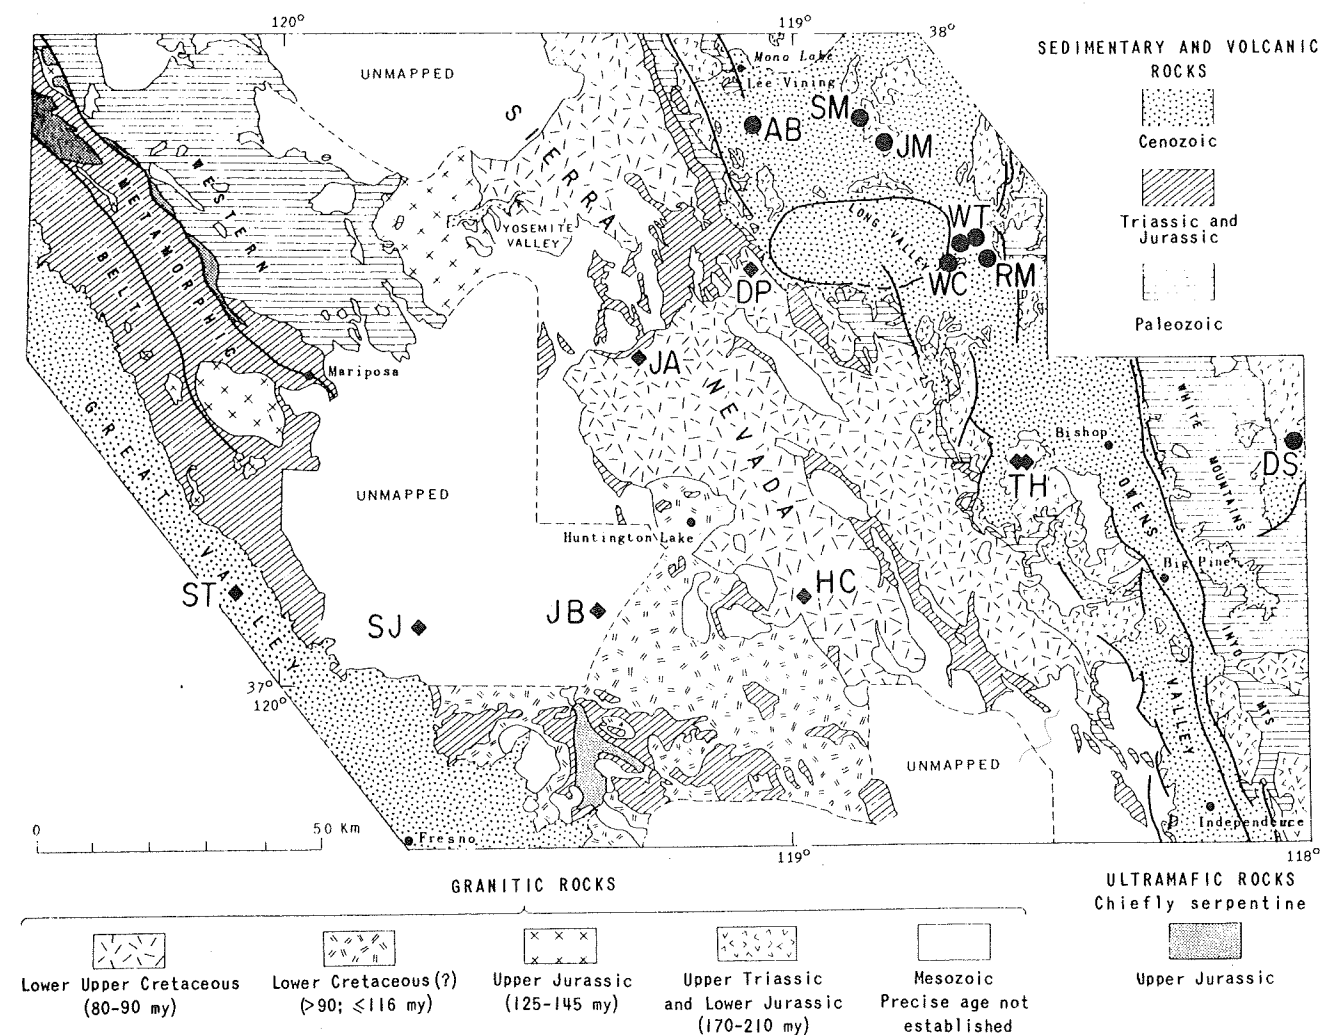 120°
119°
38°
SEDIMENTARY AND VOLCANIC
ROCKS
Cenozoic
Triassic and
Jurassic
Paleozoic
UNMAPPED
Mono Lake
Lee Vining
SM
AB
JM
SIERRA
WESTERN
METAMORPHIC
BELT
YOSEMITE
VALLEY
LONG VALLEY
WT
WC
RM
DP
JA
Mariposa
NEVADA
GREAT VALLEY
UNMAPPED
Bishop
WHITE
MOUNTAINS
DS
TH
OWENS
VALLEY
Huntington Lake
Big Pine
ST
SJ
JB
HC
INYO
MTS
37°
120°
UNMAPPED
Independence
0
50 Km
Fresno
119°
118°
GRANITIC ROCKS
ULTRAMAFIC ROCKS
Chiefly serpentine
Lower Upper Cretaceous
(80-90 my)
Lower Cretaceous(?)
(>90; ≤116 my)
Upper Jurassic
(125-145 my)
Upper Triassic
and Lower Jurassic
(170-210 my)
Mesozoic
Precise age not
established
Upper Jurassic